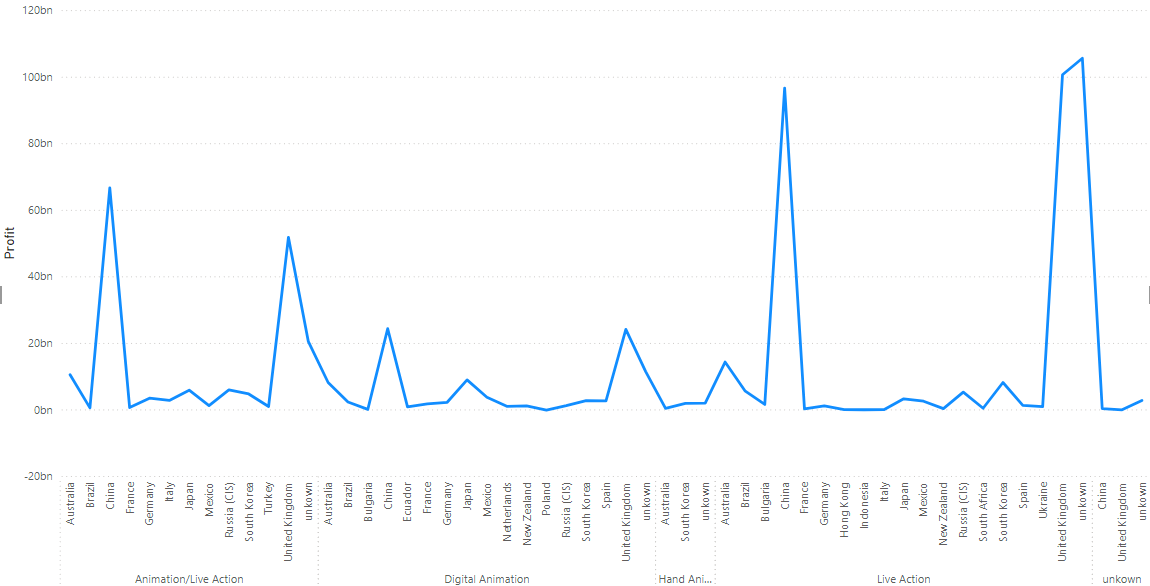 120bn
100bn
80bn
60bn
40bn
20bn
0bn
-20bn
Profit
Australia
Brazil
China
France
Germany
Italy
Japan
Mexico
Russia (CIS)
South Korea
Turkey
United Kingdom
unkown
Australia
Brazil
Bulgaria
China
Ecuador
France
Germany
Japan
Mexico
Netherlands
New Zealand
Poland
Russia (CIS)
South Korea
Spain
United Kingdom
unkown
Australia
South Korea
unkown
Australia
Brazil
Bulgaria
China
France
Germany
Hong Kong
Indonesia
Italy
Japan
Mexico
New Zealand
Russia (CIS)
South Africa
South Korea
Spain
Ukraine
United Kingdom
unkown
China
United Kingdom
unkown
Animation/Live Action
Digital Animation
Hand Ani...
Live Action
unkown